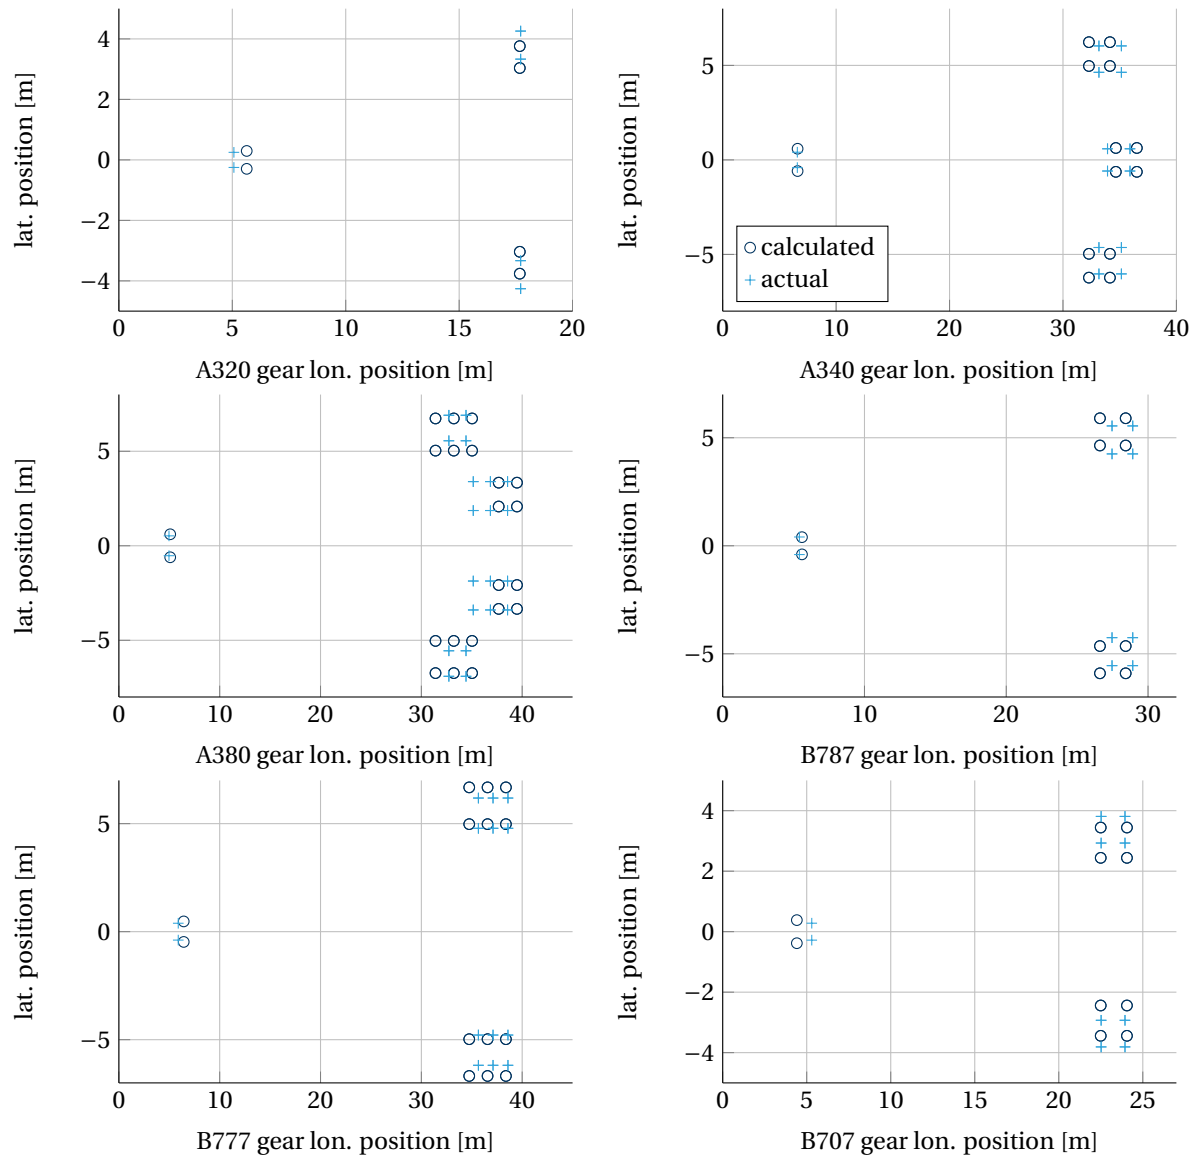 lat. position [m]
4
2
0
−2
−4
0 5 10 15 20
A320 gear lon. position [m]
lat. position [m]
5
0
−5
calculated
actual
0 10 20 30 40
A340 gear lon. position [m]
lat. position [m]
5
0
−5
0 10 20 30 40
A380 gear lon. position [m]
lat. position [m]
5
0
−5
0 10 20 30
B787 gear lon. position [m]
lat. position [m]
5
0
−5
0 10 20 30 40
B777 gear lon. position [m]
lat. position [m]
4
2
0
−2
−4
0 5 10 15 20 25
B707 gear lon. position [m]